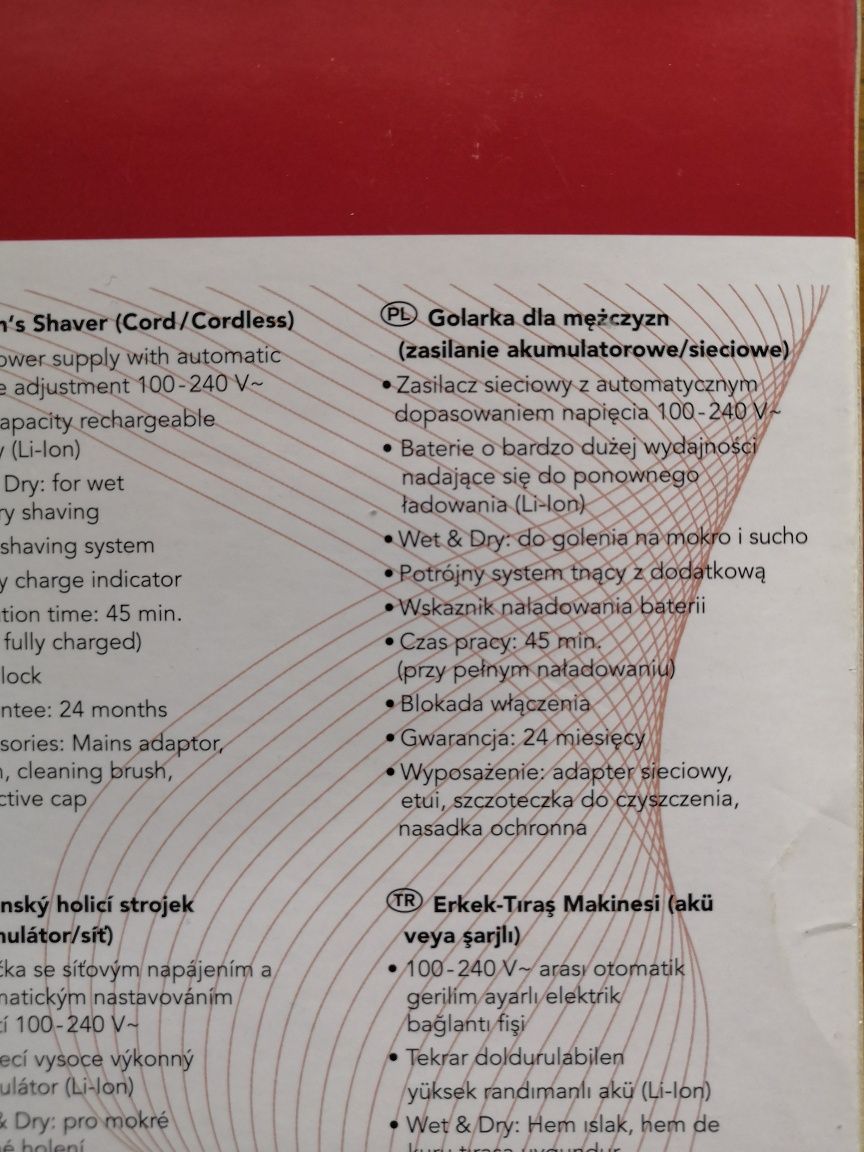 n's Shaver (Cord/Cordless)
ower supply with automatic
e adjustment 100-240 V~
apacity rechargeable
y (Li-Ion)
Dry: for wet
ry shaving
shaving system
y charge indicator
tion time: 45 min.
fully charged)
lock
ntee: 24 months
sories: Mains adaptor,
n, cleaning brush,
ctive cap
PL Golarka dla mężczyzn
(zasilanie akumulatorowe/sieciowe)
• Zasilacz sieciowy z automatycznym
dopasowaniem napięcia 100-240 V~
• Baterie o bardzo dużej wydajności
nadające się do ponownego
ładowania (Li-Ion)
• Wet & Dry: do golenia na mokro i sucho
• Potrójny system tnący z dodatkową
• Wskaznik naładowania baterii
• Czas pracy: 45 min.
(przy pełnym naładowaniu)
• Blokada włączenia
• Gwarancja: 24 miesięcy
• Wyposażenie: adapter sieciowy,
etui, szczoteczka do czyszczenia,
nasadka ochronna
nský holicí strojek
nulátor/síť)
čka se síťovým napájením a
matickým nastavováním
tí 100-240 V~
ecí vysoce výkonný
ulátor (Li-Ion)
& Dry: pro mokré
né holení
TR Erkek-Tıraş Makinesi (akü
veya şarjlı)
• 100-240 V~ arası otomatik
gerilim ayarlı elektrik
bağlantı fişi
• Tekrar doldurulabilen
yüksek randımanlı akü (Li-Ion)
• Wet & Dry: Hem ıslak, hem de
kuru tıraşa uygundur